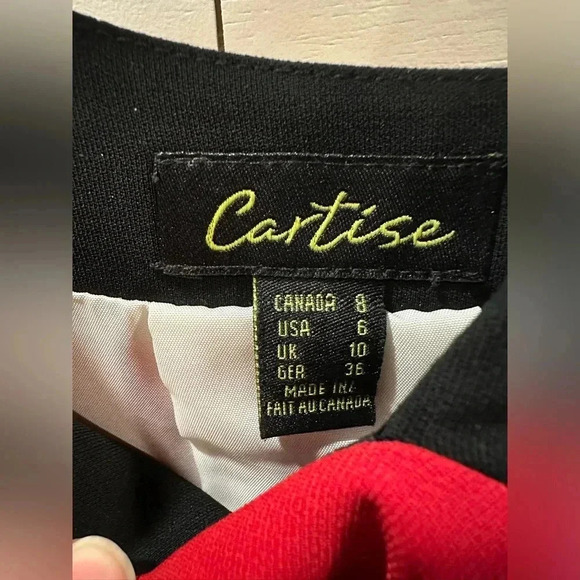 Cartise
CANADA 8
USA 6
UK 10
GER 36
MADE IN/
FAIT AU CANADA